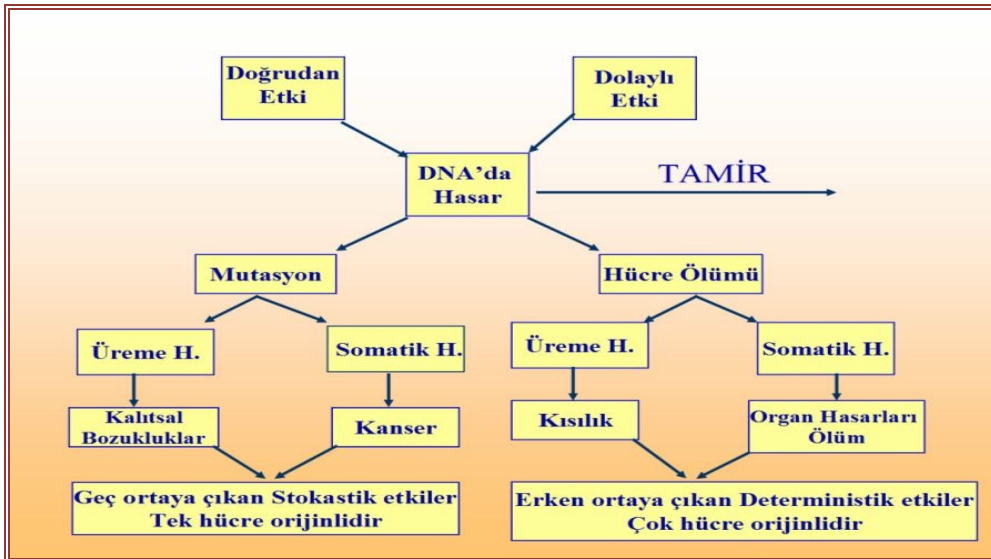 Doğrudan
Etki
Dolaylı
Etki
DNA'da
Hasar
TAMİR
Mutasyon
Hücre Ölümü
Üreme H.
Somatik H.
Üreme H.
Somatik H.
Kalıtsal
Bozukluklar
Kanser
Kısılık
Organ Hasarları
Ölüm
Geç ortaya çıkan Stokastik etkiler
Tek hücre orijinlidir
Erken ortaya çıkan Deterministik etkiler
Çok hücre orijinlidir